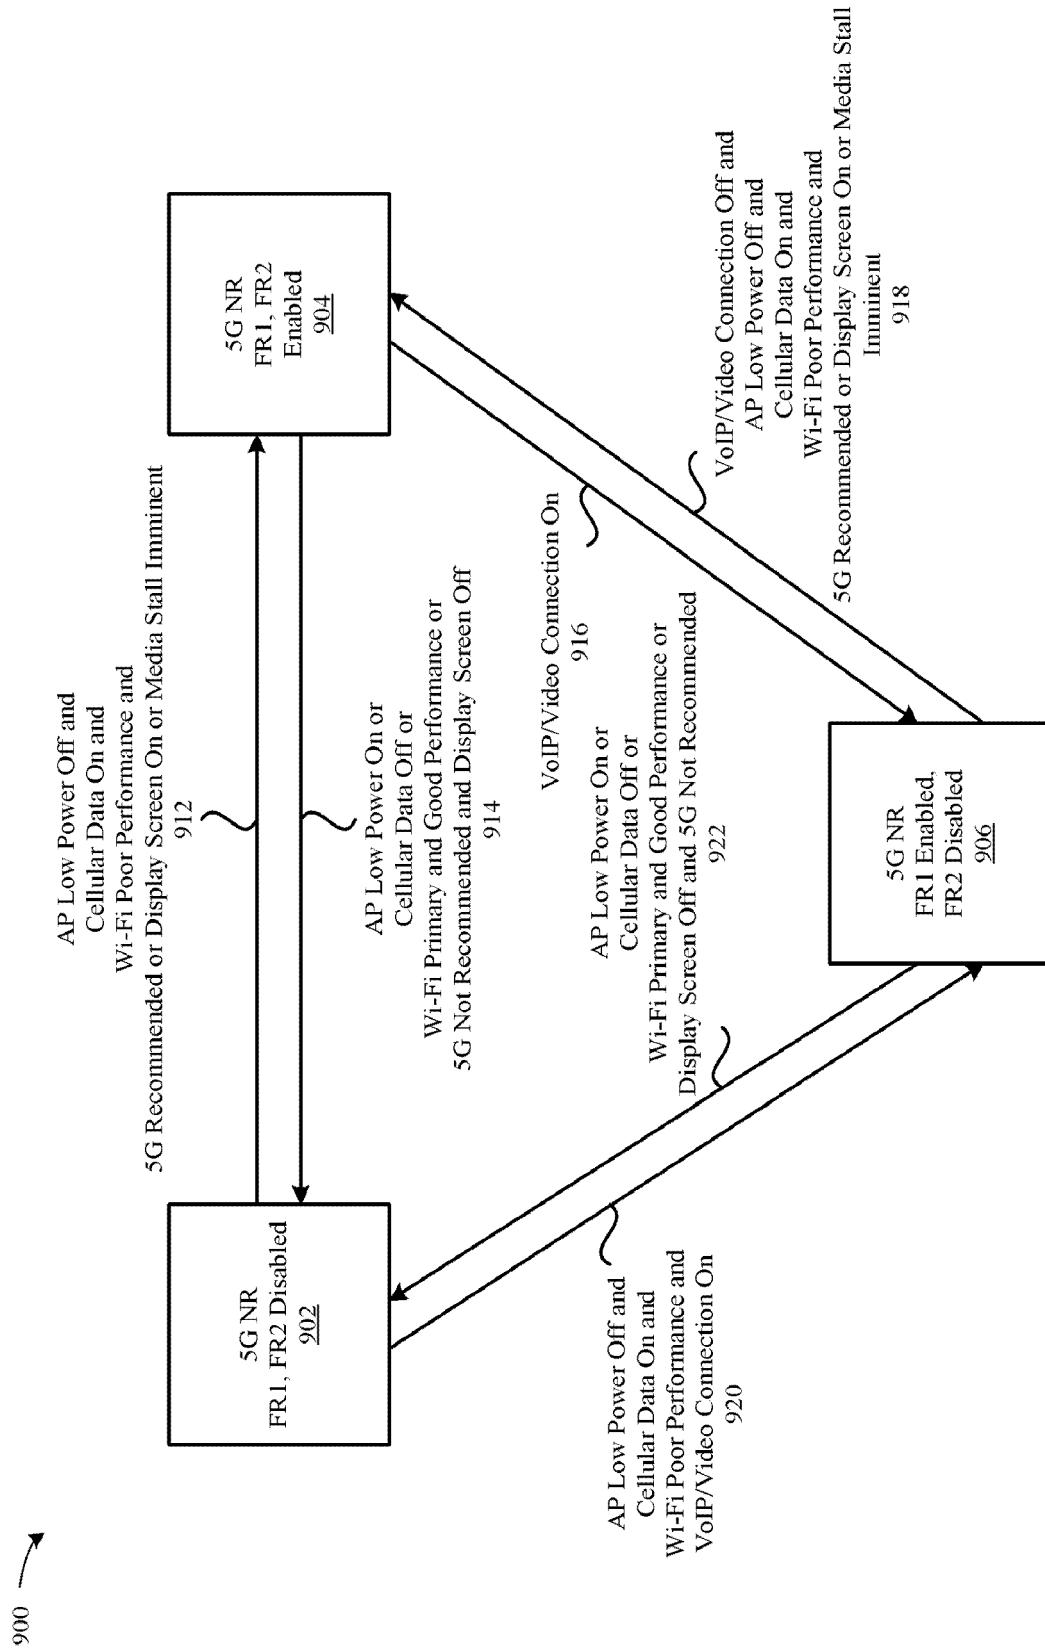 900
AP Low Power Off and
Cellular Data On and
Wi-Fi Poor Performance and
5G Recommended or Display Screen On or Media Stall Imminent
912
5G NR
FR1, FR2 Disabled
902
5G NR
FR1, FR2
Enabled
904
AP Low Power On or
Cellular Data Off or
Wi-Fi Primary and Good Performance or
5G Not Recommended and Display Screen Off
914
VoIP/Video Connection On
916
AP Low Power Off and
Cellular Data On and
Wi-Fi Poor Performance and
VoIP/Video Connection On
920
AP Low Power On or
Cellular Data Off or
Wi-Fi Primary and Good Performance or
Display Screen Off and 5G Not Recommended
922
VoIP/Video Connection Off and
AP Low Power Off and
Cellular Data On and
Wi-Fi Poor Performance and
5G Recommended or Display Screen On or Media Stall
Imminent
918
5G NR
FR1 Enabled,
FR2 Disabled
906